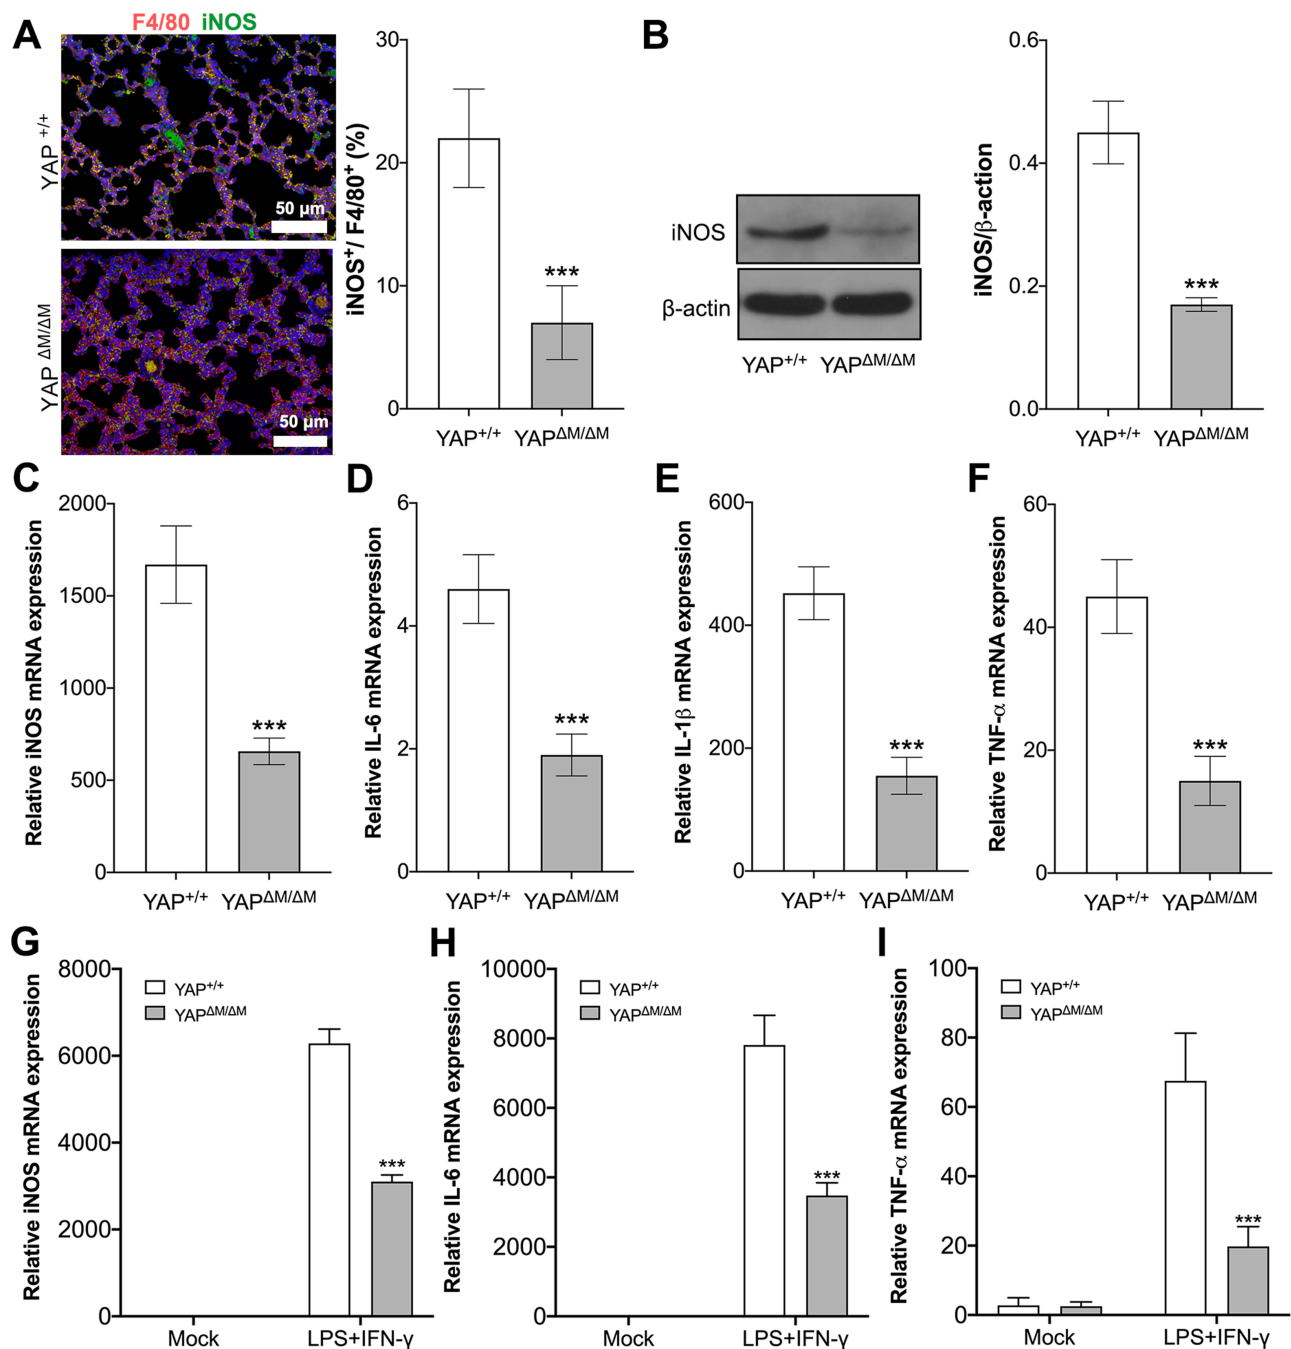 A
F4/80 iNOS
YAP +/+
50 µm
YAP ΔM/ΔM
50 µm
iNOS+/ F4/80+ (%)
30
20
10
0
***
YAP+/+ YAPΔM/ΔM
B
iNOS
β-actin
YAP+/+ YAPΔM/ΔM
iNOS/β-action
0.6
0.4
0.2
0.0
***
YAP+/+ YAPΔM/ΔM
C
Relative iNOS mRNA expression
2000
1500
1000
500
0
***
YAP+/+ YAPΔM/ΔM
D
Relative IL-6 mRNA expression
6
4
2
0
***
YAP+/+ YAPΔM/ΔM
E
Relative IL-1β mRNA expression
600
400
200
0
***
YAP+/+ YAPΔM/ΔM
F
Relative TNF-α mRNA expression
60
40
20
0
***
YAP+/+ YAPΔM/ΔM
G
Relative iNOS mRNA expression
8000
6000
4000
2000
0
YAP+/+
YAPΔM/ΔM
***
Mock LPS+IFN-γ
H
Relative IL-6 mRNA expression
10000
8000
6000
4000
2000
0
YAP+/+
YAPΔM/ΔM
***
Mock LPS+IFN-γ
I
Relative TNF-α mRNA expression
100
80
60
40
20
0
YAP+/+
YAPΔM/ΔM
***
Mock LPS+IFN-γ